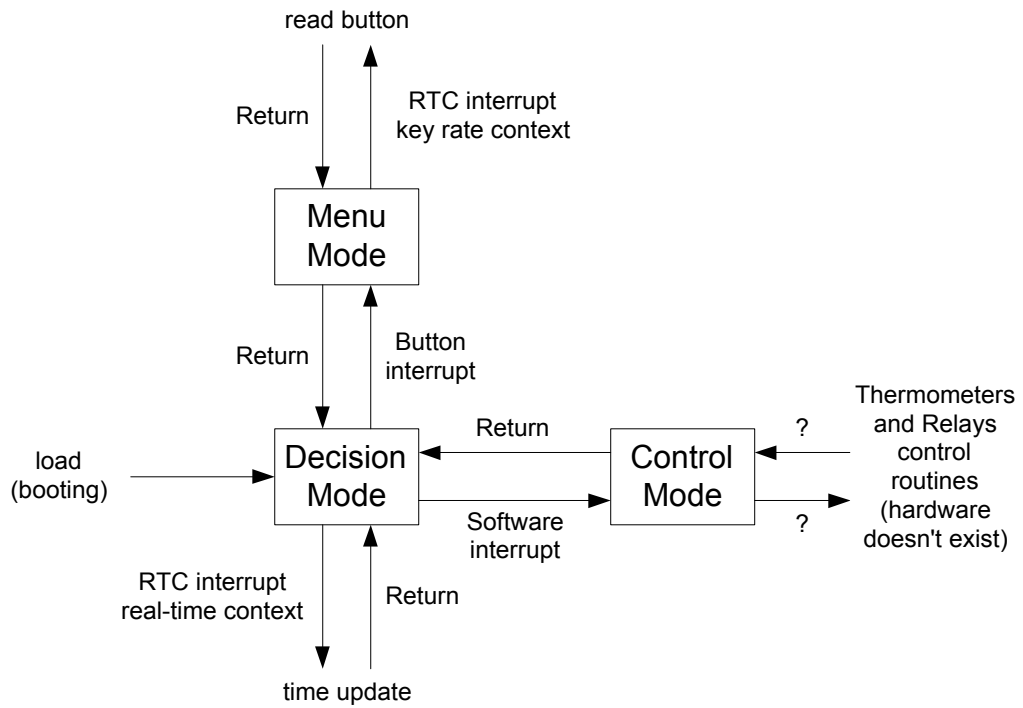 read button
Return
RTC interrupt
key rate context
Menu
Mode
Return
Button
interrupt
load
(booting)
Decision
Mode
Return
Software
interrupt
Control
Mode
?
?
Thermometers
and Relays
control
routines
(hardware
doesn't exist)
RTC interrupt
real-time context
Return
time update